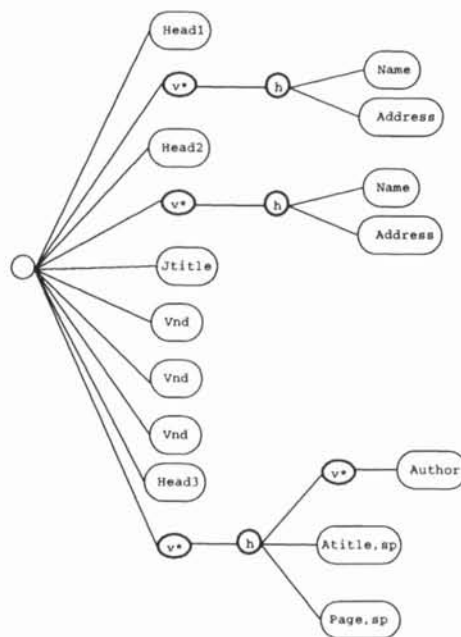 Head1
v*
h
Name
Address
Head2
v*
h
Name
Address
Jtitle
Vnd
Vnd
Vnd
Head3
v*
h
v*
Author
Atitle,sp
Page,sp